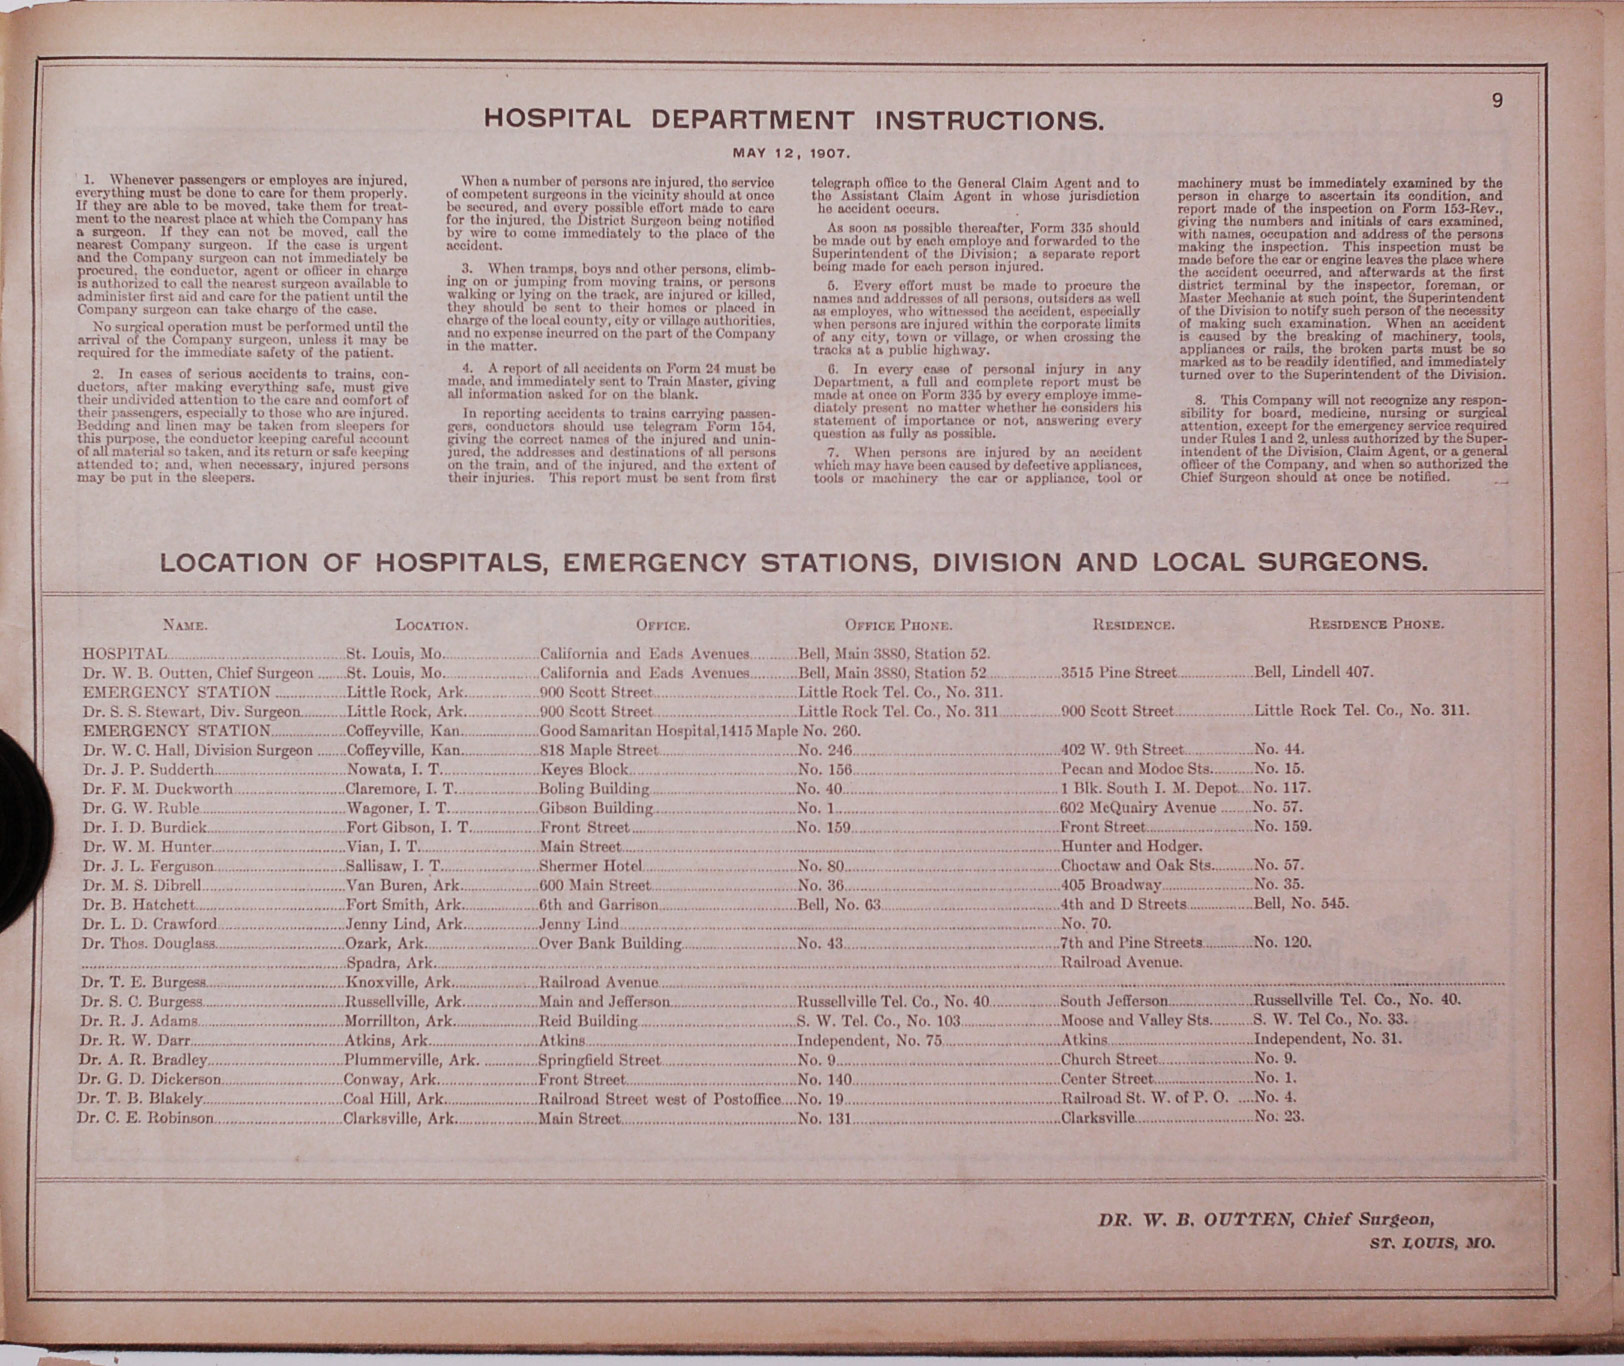 9
HOSPITAL DEPARTMENT INSTRUCTIONS.
MAY 12, 1907.
1. Whenever passengers or employes are injured,
everything must be done to care for them properly.
If they are able to be moved, take them for treat-
ment to the nearest place at which the Company has
a surgeon. If they can not be moved, call the
nearest Company surgeon. If the case is urgent
and the Company surgeon can not immediately be
procured, the conductor, agent or officer in charge
is authorized to call the nearest surgeon available to
administer first aid and care for the patient until the
Company surgeon can take charge of the case.
No surgical operation must be performed until the
arrival of the Company surgeon, unless it may be
required for the immediate safety of the patient.
2. In cases of serious accidents to trains, con-
ductors, after making everything safe, must give
their undivided attention to the care and comfort of
their passengers, especially to those who are injured.
Bedding and linen may be taken from sleepers for
this purpose, the conductor keeping careful account
of all material so taken, and its return or safe keeping
attended to; and, when necessary, injured persons
may be put in the sleepers.
When a number of persons are injured, the service
of competent surgeons in the vicinity should at once
be secured, and every possible effort made to care
for the injured, the District Surgeon being notified
by wire to come immediately to the place of the
accident.
3. When tramps, boys and other persons, climb-
ing on or jumping from moving trains, or persons
walking or lying on the track, are injured or killed,
they should be sent to their homes or placed in
charge of the local county, city or village authorities,
and no expense incurred on the part of the Company
in the matter.
4. A report of all accidents on Form 24 must be
made, and immediately sent to Train Master, giving
all information asked for on the blank.
In reporting accidents to trains carrying passen-
gers, conductors should use telegram Form 154,
giving the correct names of the injured and unin-
jured, the addresses and destinations of all persons
on the train, and of the injured, and the extent of
their injuries. This report must be sent from first
telegraph office to the General Claim Agent and to
the Assistant Claim Agent in whose jurisdiction
he accident occurs.
As soon as possible thereafter, Form 335 should
be made out by each employe and forwarded to the
Superintendent of the Division; a separate report
being made for each person injured.
5. Every effort must be made to procure the
names and addresses of all persons, outsiders as well
as employes, who witnessed the accident, especially
when persons are injured within the corporate limits
of any city, town or village, or when crossing the
tracks at a public highway.
6. In every case of personal injury in any
Department, a full and complete report must be
made at once on Form 335 by every employe imme-
diately present no matter whether he considers his
statement of importance or not, answering every
question as fully as possible.
7. When persons are injured by an accident
which may have been caused by defective appliances,
tools or machinery the car or appliance, tool or
machinery must be immediately examined by the
person in charge to ascertain its condition, and
report made of the inspection on Form 153-Rev.,
giving the numbers and initials of cars examined,
with names, occupation and address of the persons
making the inspection. This inspection must be
made before the car or engine leaves the place where
the accident occurred, and afterwards at the first
district terminal by the inspector, foreman, or
Master Mechanic at such point, the Superintendent
of the Division to notify such person of the necessity
of making such examination. When an accident
is caused by the breaking of machinery, tools,
appliances or rails, the broken parts must be so
marked as to be readily identified, and immediately
turned over to the Superintendent of the Division.
8. This Company will not recognize any respon-
sibility for board, medicine, nursing or surgical
attention, except for the emergency service required
under Rules 1 and 2, unless authorized by the Super-
intendent of the Division, Claim Agent, or a general
officer of the Company, and when so authorized the
Chief Surgeon should at once be notified.
LOCATION OF HOSPITALS, EMERGENCY STATIONS, DIVISION AND LOCAL SURGEONS.
NAME. LOCATION. OFFICE. OFFICE PHONE. RESIDENCE. RESIDENCE PHONE.
HOSPITAL St. Louis, Mo. California and Eads Avenues Bell, Main 3880, Station 52.
Dr. W. B. Outten, Chief Surgeon St. Louis, Mo. California and Eads Avenues Bell, Main 3880, Station 52 3515 Pine Street Bell, Lindell 407.
EMERGENCY STATION Little Rock, Ark. 900 Scott Street Little Rock Tel. Co., No. 311.
Dr. S. S. Stewart, Div. Surgeon Little Rock, Ark. 900 Scott Street Little Rock Tel. Co., No. 311 900 Scott Street Little Rock Tel. Co., No. 311.
EMERGENCY STATION Coffeyville, Kan. Good Samaritan Hospital, 1415 Maple No. 260.
Dr. W. C. Hall, Division Surgeon Coffeyville, Kan. 818 Maple Street No. 246 402 W. 9th Street No. 44.
Dr. J. P. Sudderth Nowata, I. T. Keyes Block No. 156 Pecan and Modoc Sts. No. 15.
Dr. F. M. Duckworth Claremore, I. T. Boling Building No. 40 1 Blk. South I. M. Depot No. 117.
Dr. G. W. Ruble Wagoner, I. T. Gibson Building No. 1 602 McQuairy Avenue No. 57.
Dr. I. D. Burdick Fort Gibson, I. T. Front Street No. 159 Front Street No. 159.
Dr. W. M. Hunter Vian, I. T. Main Street Hunter and Hodger.
Dr. J. L. Ferguson Sallisaw, I. T. Shermer Hotel No. 80 Choctaw and Oak Sts. No. 57.
Dr. M. S. Dibrell Van Buren, Ark. 600 Main Street No. 36 405 Broadway No. 35.
Dr. B. Hatchett Fort Smith, Ark. 6th and Garrison Bell, No. 63 4th and D Streets Bell, No. 545.
Dr. L. D. Crawford Jenny Lind, Ark. Jenny Lind No. 70.
Dr. Thos. Douglass Ozark, Ark. Over Bank Building No. 43 7th and Pine Streets No. 120.
Spadra, Ark. Railroad Avenue.
Dr. T. E. Burgess Knoxville, Ark. Railroad Avenue
Dr. S. C. Burgess Russellville, Ark. Main and Jefferson Russellville Tel. Co., No. 40 South Jefferson Russellville Tel. Co., No. 40.
Dr. R. J. Adams Morrillton, Ark. Reid Building S. W. Tel. Co., No. 103 Moose and Valley Sts. S. W. Tel Co., No. 33.
Dr. R. W. Darr Atkins, Ark. Atkins Independent, No. 75 Atkins Independent, No. 31.
Dr. A. R. Bradley Plummerville, Ark. Springfield Street No. 9 Church Street No. 9.
Dr. G. D. Dickerson Conway, Ark. Front Street No. 140 Center Street No. 1.
Dr. T. B. Blakely Coal Hill, Ark. Railroad Street west of Postoffice No. 19 Railroad St. W. of P. O. No. 4.
Dr. C. E. Robinson Clarksville, Ark. Main Street No. 131 Clarksville No. 23.
DR. W. B. OUTTEN, Chief Surgeon,
ST. LOUIS, MO.